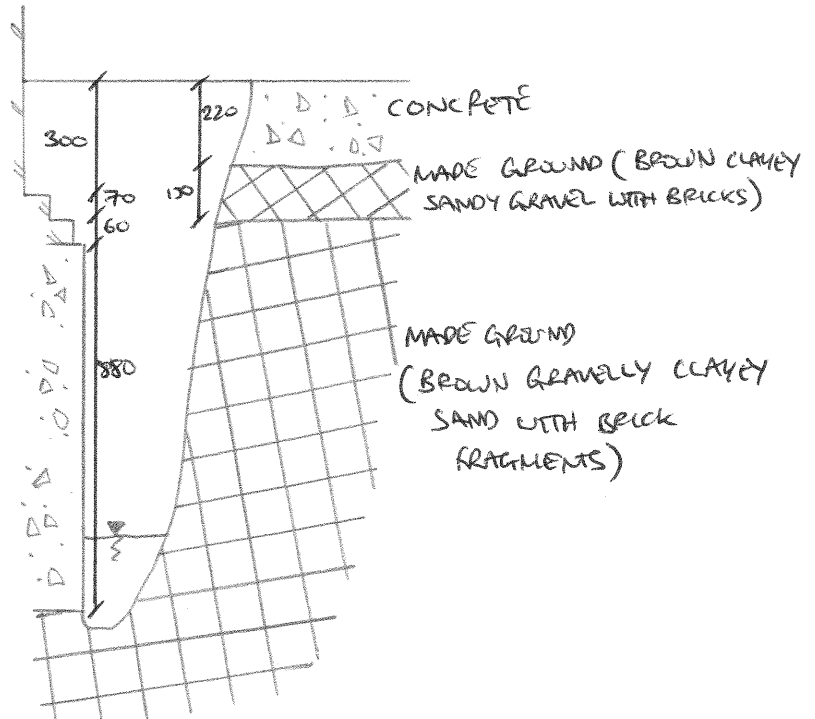 220
CONCRETE
300
MADE GROUND (BROWN CLAYEY
SANDY GRAVEL WITH BRICKS)
70
60
880
MADE GROUND
(BROWN GRAVELLY CLAYEY
SAND WITH BRICK
FRAGMENTS)